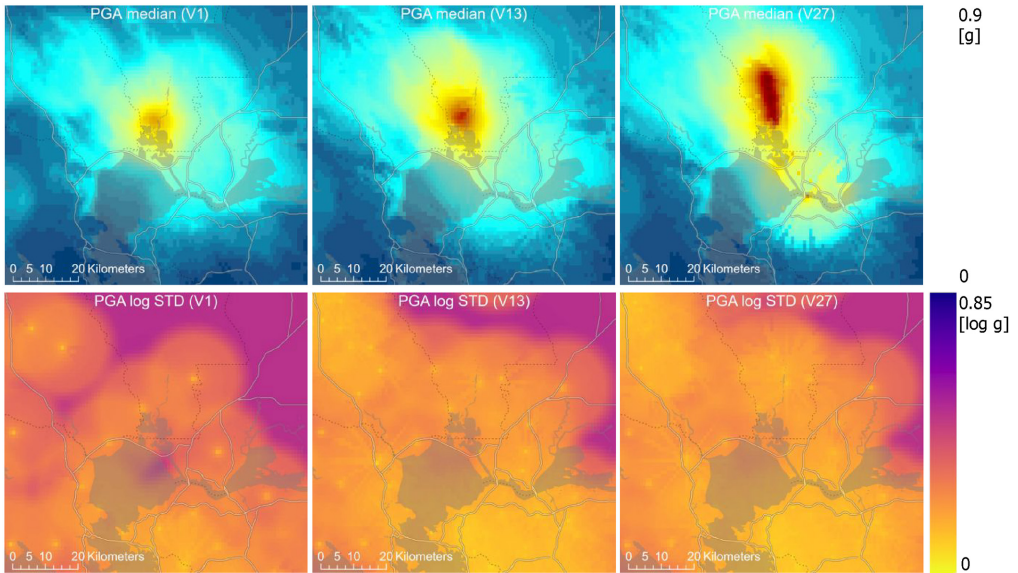 PGA median (V1)
PGA median (V13)
PGA median (V27)
0.9
[g]
0 5 10 20 Kilometers
0 5 10 20 Kilometers
0 5 10 20 Kilometers
0
PGA log STD (V1)
PGA log STD (V13)
PGA log STD (V27)
0.85
[log g]
0 5 10 20 Kilometers
0 5 10 20 Kilometers
0 5 10 20 Kilometers
0